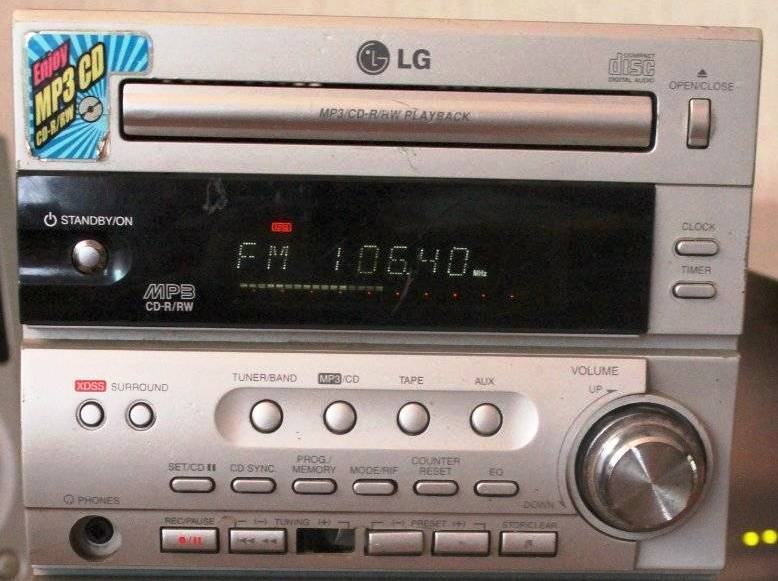 Enjoy
MP3 CD
CD-R/RW
LG
COMPACT
disc
DIGITAL AUDIO
OPEN/CLOSE
MP3/CD-R/RW PLAYBACK
STANDBY/ON
FM 106.40 MHz
MP3
CD-R/RW
CLOCK
TIMER
XDSS SURROUND
TUNER/BAND MP3/CD TAPE AUX
VOLUME
UP
DOWN
SET/CD
CD SYNC.
PROG./
MEMORY
MODE/RIF
COUNTER
RESET
EQ
PHONES
REC/PAUSE
(-) TUNING (+)
(-) PRESET (+)
STOP/CLEAR